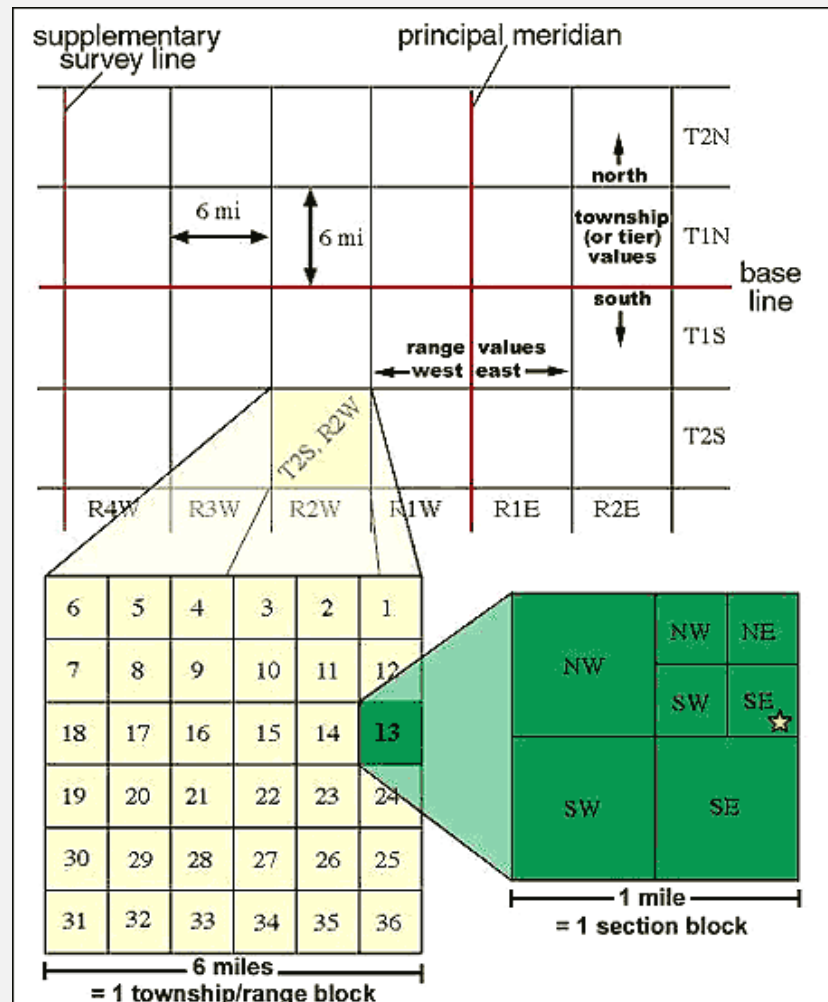 supplementary
survey line
principal meridian
T2N
north
6 mi
6 mi
township
(or tier)
values
T1N
base
line
south
T1S
range values
west east
T2S, R2W
T2S
R4W R3W R2W R1W R1E R2E
6 5 4 3 2 1
7 8 9 10 11 12
18 17 16 15 14 13
19 20 21 22 23 24
30 29 28 27 26 25
31 32 33 34 35 36
6 miles
= 1 township/range block
NW NE
NW
SW SE
SW SE
1 mile
= 1 section block